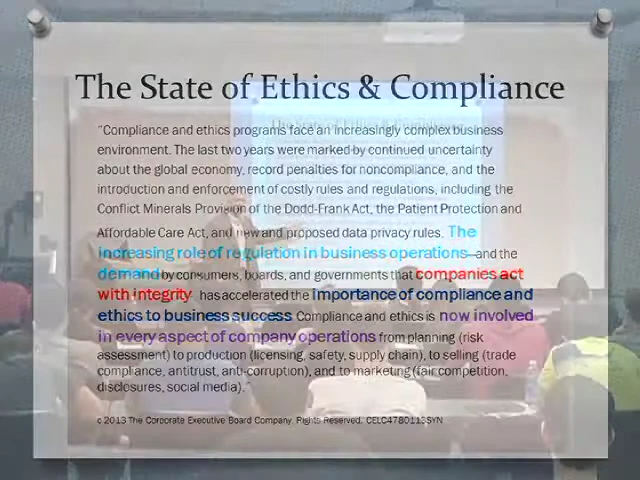 The State of Ethics & Compliance
"Compliance and ethics programs face an increasingly complex business
environment. The last two years were marked by continued uncertainty
about the global economy, record penalties for noncompliance, and the
introduction and enforcement of costly rules and regulations, including the
Conflict Minerals Provision of the Dodd-Frank Act, the Patient Protection and
Affordable Care Act, and new and proposed data privacy rules. The
increasing role of regulation in business operations—and the
demand by consumers, boards, and governments that companies act
with integrity has accelerated the importance of compliance and
ethics to business success. Compliance and ethics is now involved
in every aspect of company operations from planning (risk
assessment) to production (licensing, safety, supply chain), to selling (trade
compliance, antitrust, anti-corruption), and to marketing (fair competition,
disclosures, social media)."
c 2013 The Corporate Executive Board Company. Rights Reserved. CELC4780113SYN